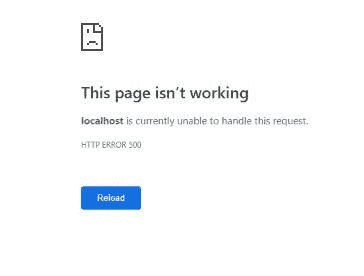 This page isn’t working
localhost is currently unable to handle this request.
HTTP ERROR 500
Reload